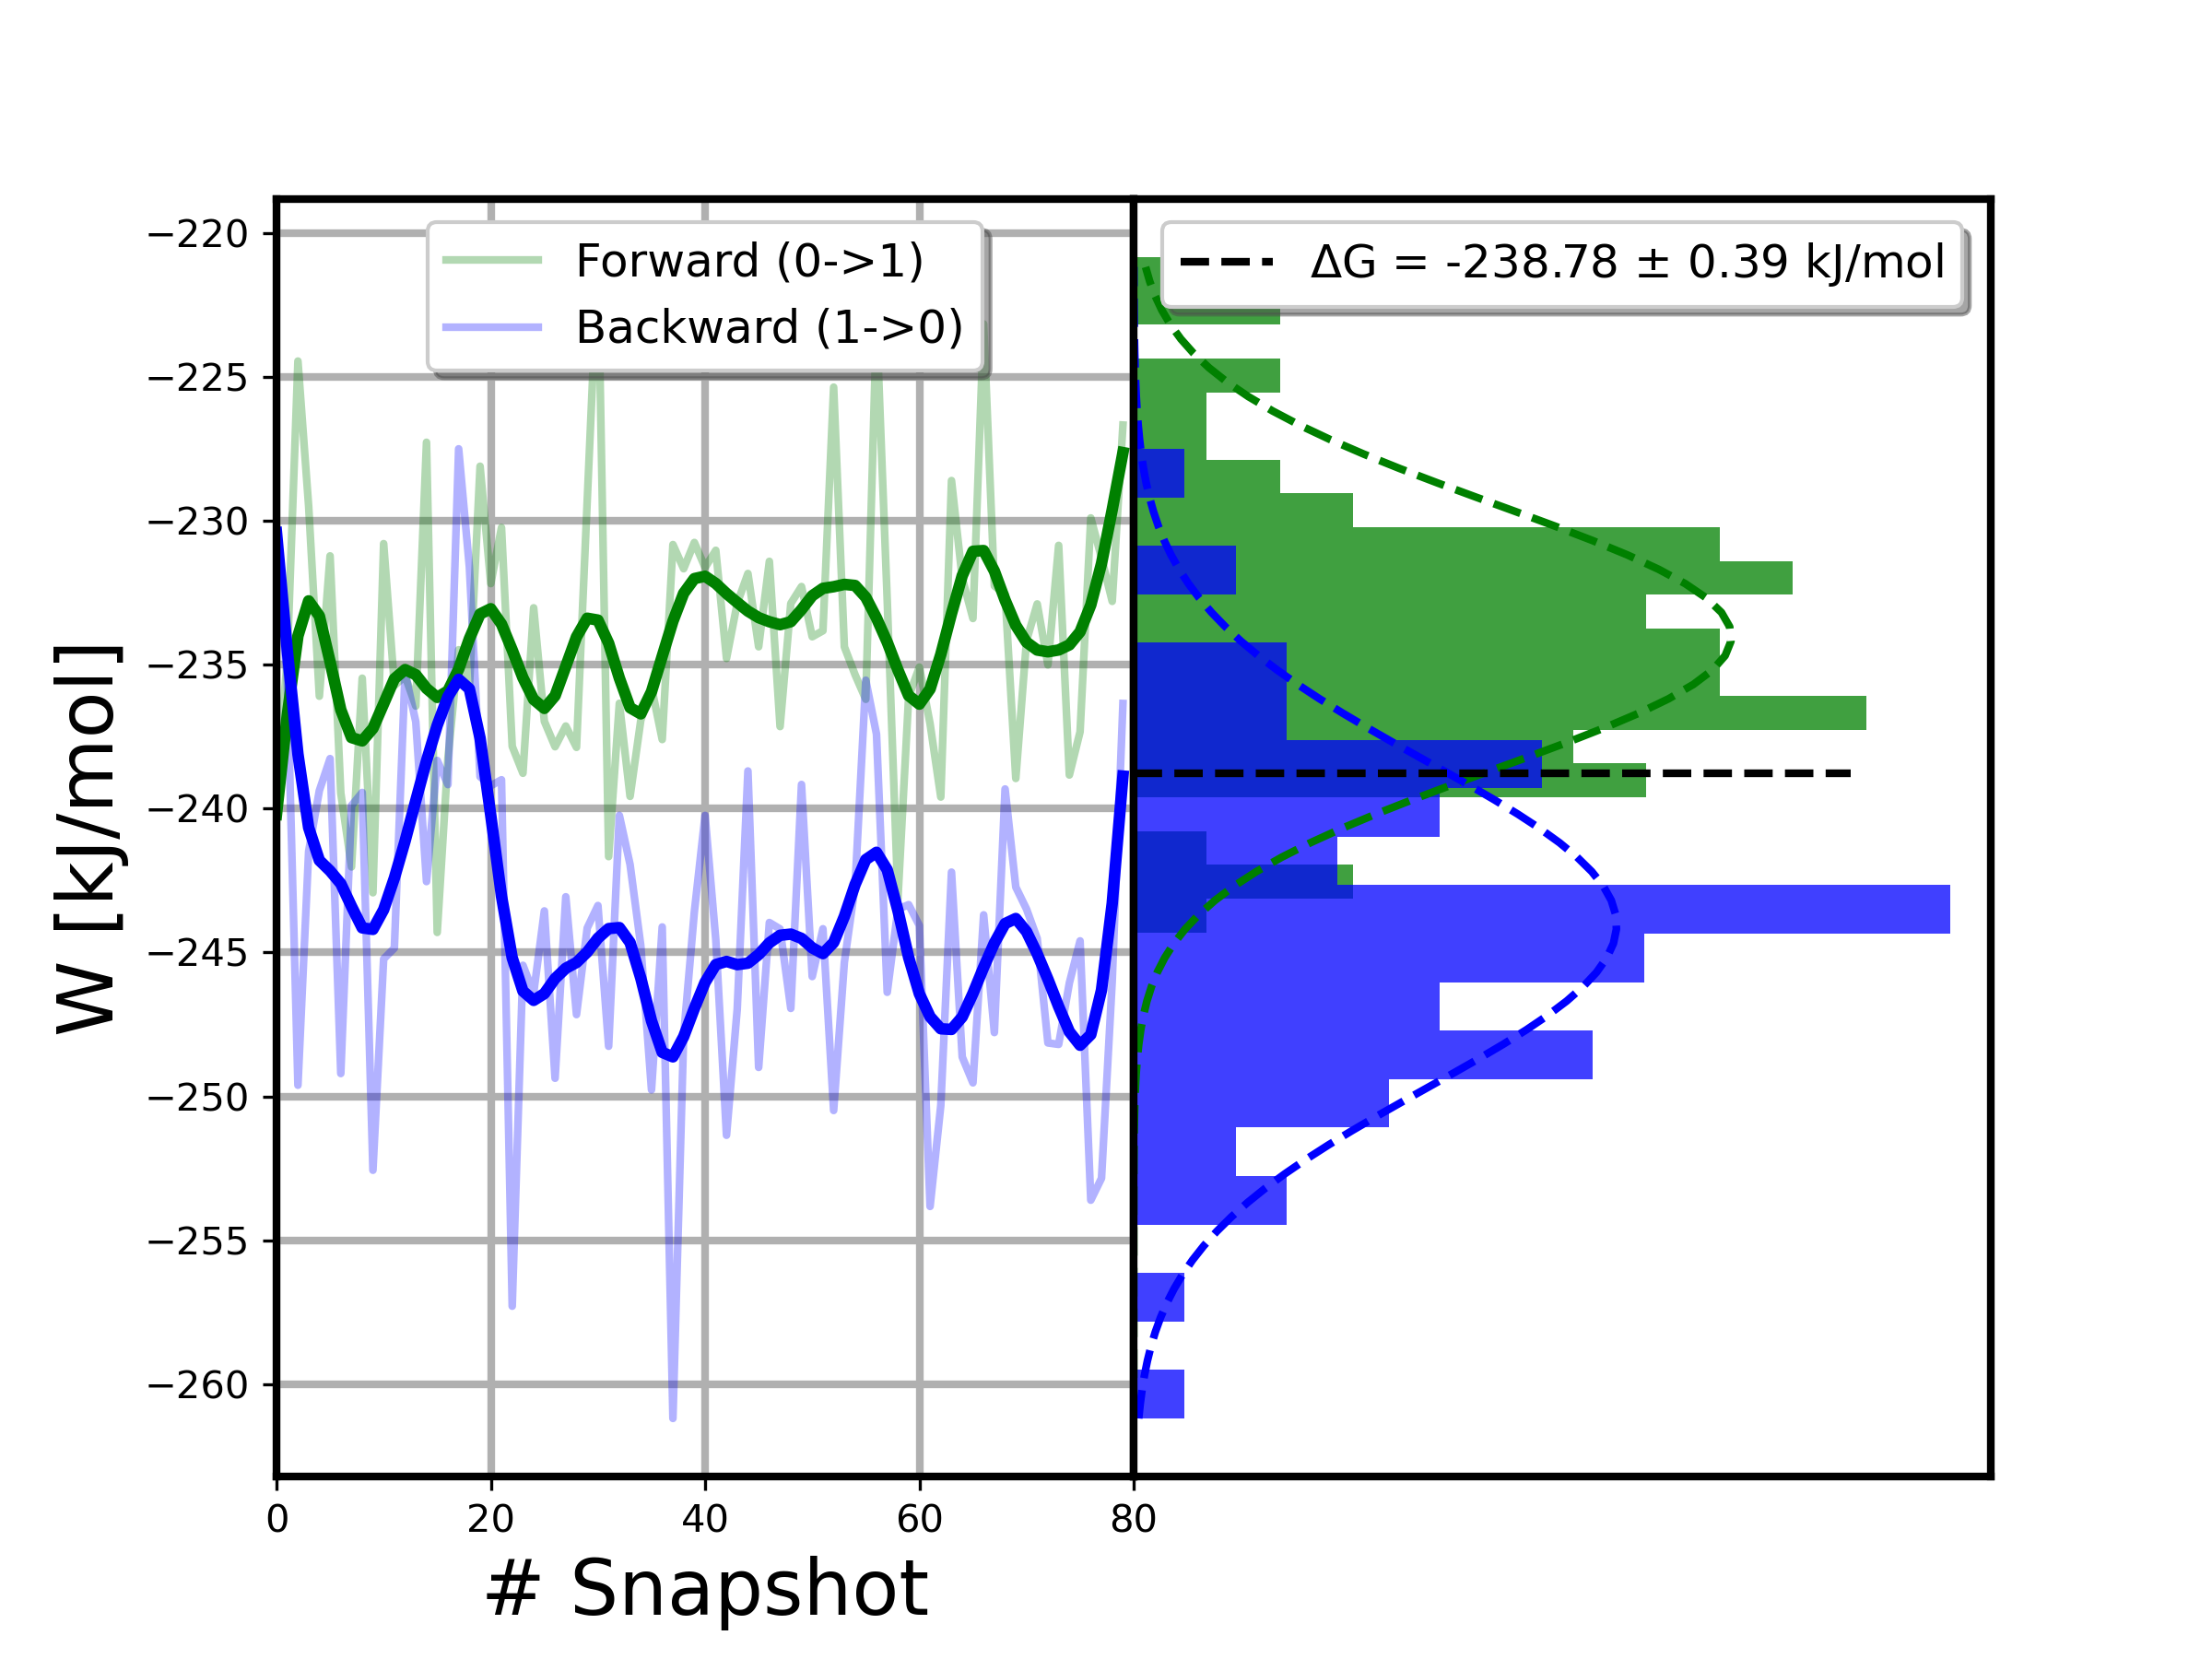 Forward (0->1)
Backward (1->0)
ΔG = -238.78 ± 0.39 kJ/mol
W [kJ/mol]
−220
−225
−230
−235
−240
−245
−250
−255
−260
0 20 40 60 80
# Snapshot